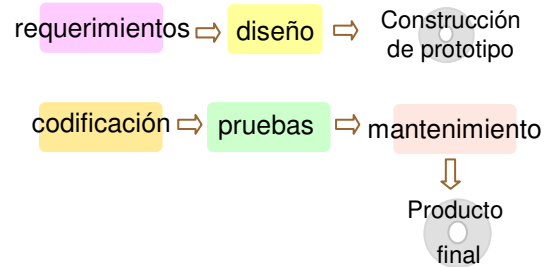 requerimientos
diseño
Construcción
de prototipo
codificación
pruebas
mantenimiento
Producto
final